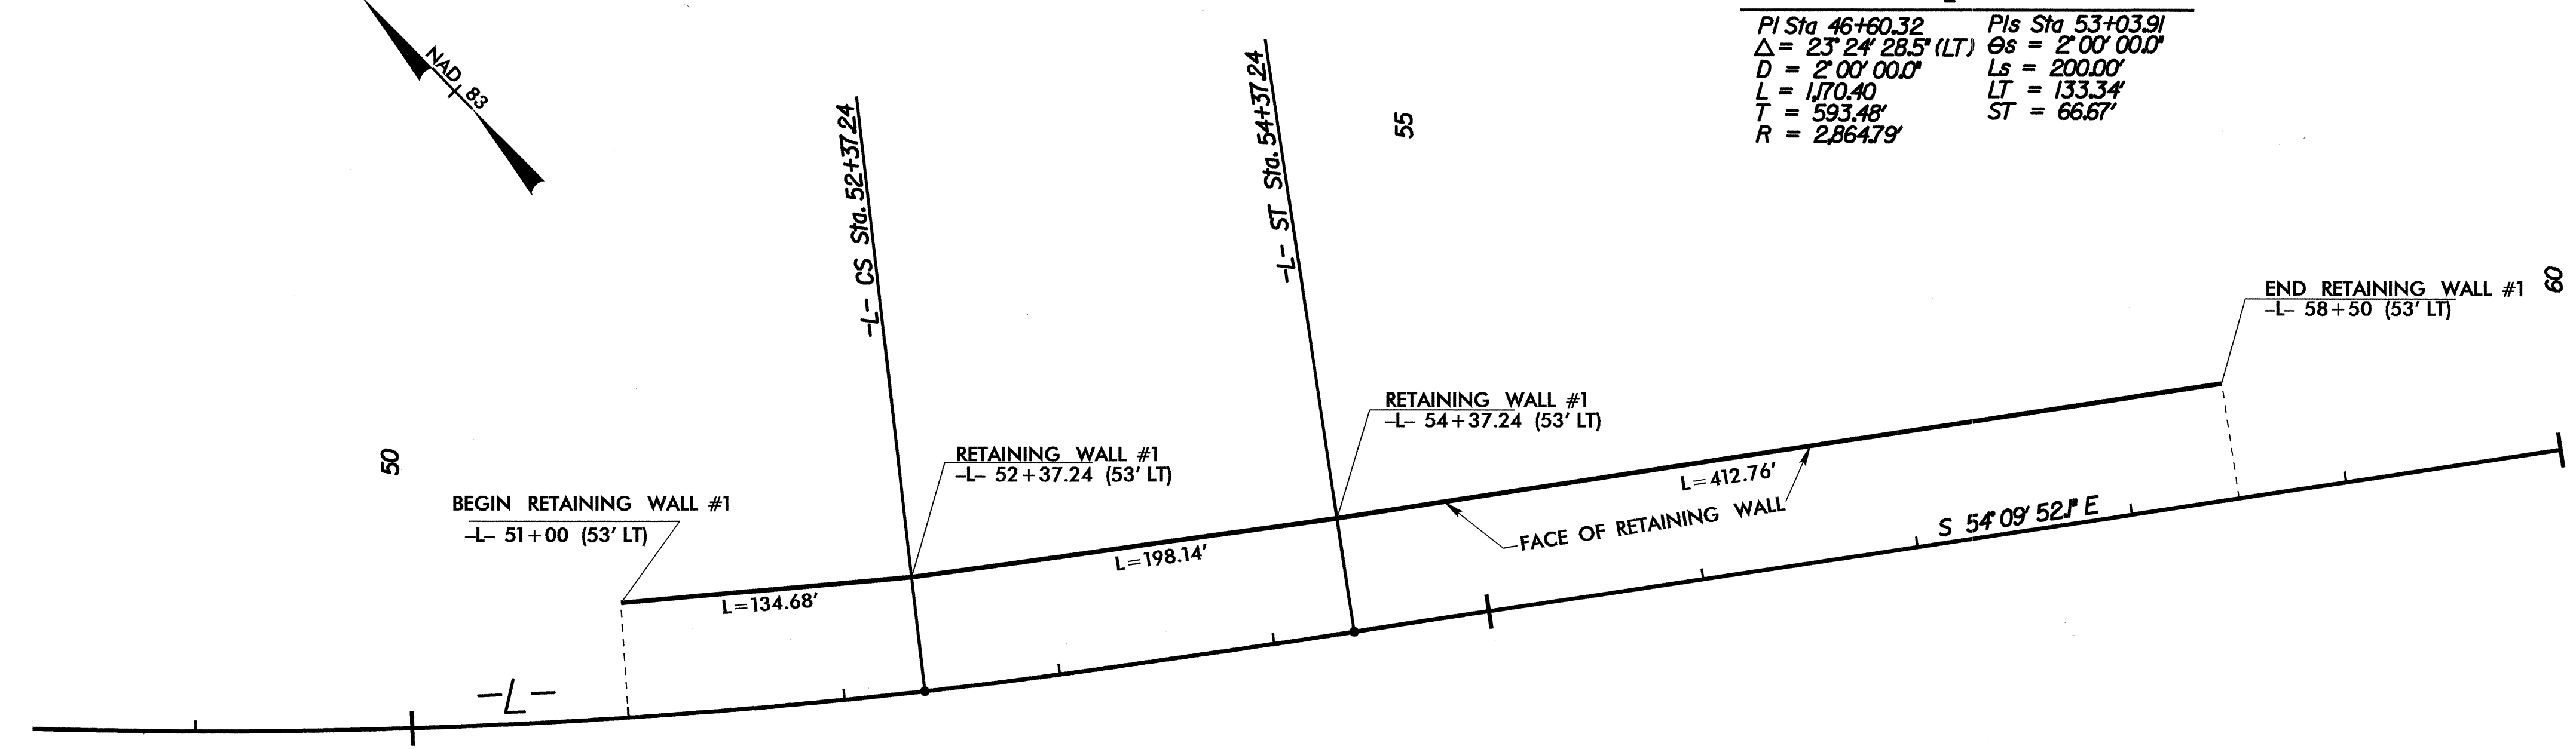 PI Sta 46+60.32
Δ = 23° 24' 28.5" (LT)
D = 2° 00' 00.0"
L = 1,170.40
T = 593.48'
R = 2,864.79'
PIs Sta 53+03.91
Θs = 2° 00' 00.0"
Ls = 200.00'
LT = 133.34'
ST = 66.67'
NAD 83
-L- CS Sta. 52+37.24
-L- ST Sta. 54+37.24
55
60
END RETAINING WALL #1
-L- 58+50 (53' LT)
RETAINING WALL #1
-L- 54+37.24 (53' LT)
50
RETAINING WALL #1
-L- 52+37.24 (53' LT)
BEGIN RETAINING WALL #1
-L- 51+00 (53' LT)
L=412.76'
FACE OF RETAINING WALL
S 54° 09' 52.1" E
L=198.14'
L=134.68'
-L-